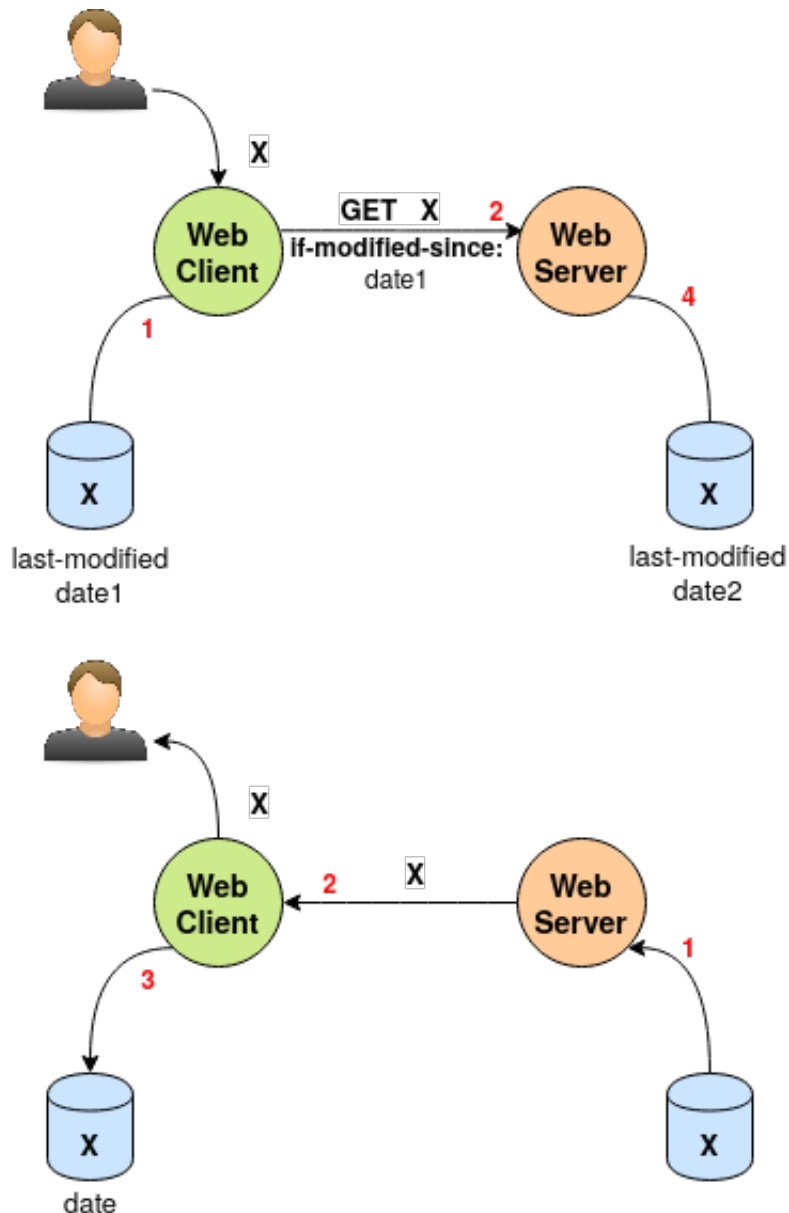 X
GET X 2
Web Client
if-modified-since:
date1
Web Server
1
4
X
X
last-modified
date1
last-modified
date2
X
Web Client
2
X
Web Server
3
1
X
X
date